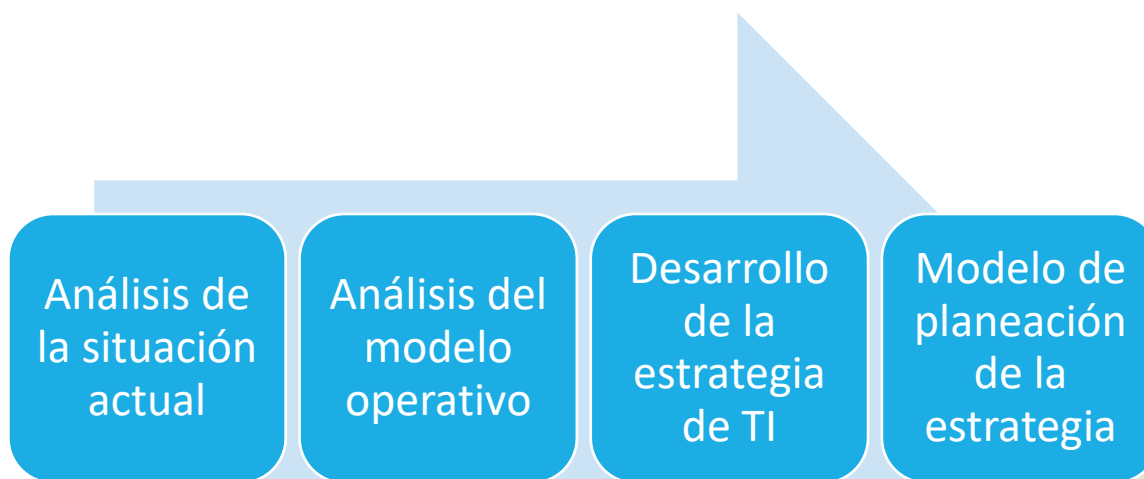 Análisis de
la situación
actual
Análisis del
modelo
operativo
Desarrollo
de la
estrategia
de TI
Modelo de
planeación
de la
estrategia